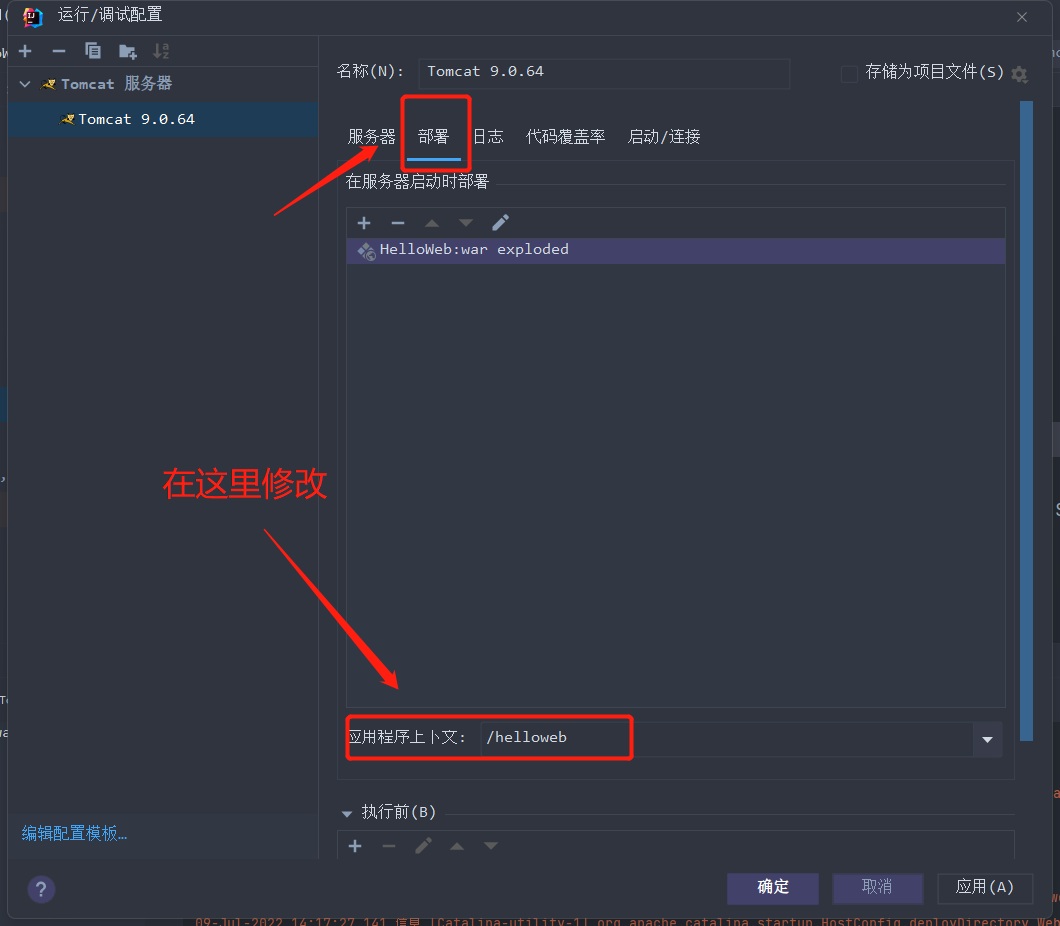 运行/调试配置
Tomcat 服务器
Tomcat 9.0.64
编辑配置模板...
名称(N): Tomcat 9.0.64
存储为项目文件(S)
服务器 部署 日志 代码覆盖率 启动/连接
在服务器启动时部署
HelloWeb:war exploded
在这里修改
应用程序上下文: /helloweb
执行前(B)
?
确定 取消 应用(A)
09-Jul-2022 14:17:27.141 信息 [Catalina-utility-1] org.apache.catalina.startup.HostConfig.deployDirectory Web